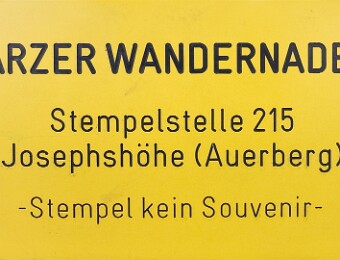 ARZER WANDERNADE
Stempelstelle 215
Josephshöhe (Auerberg)
-Stempel kein Souvenir-